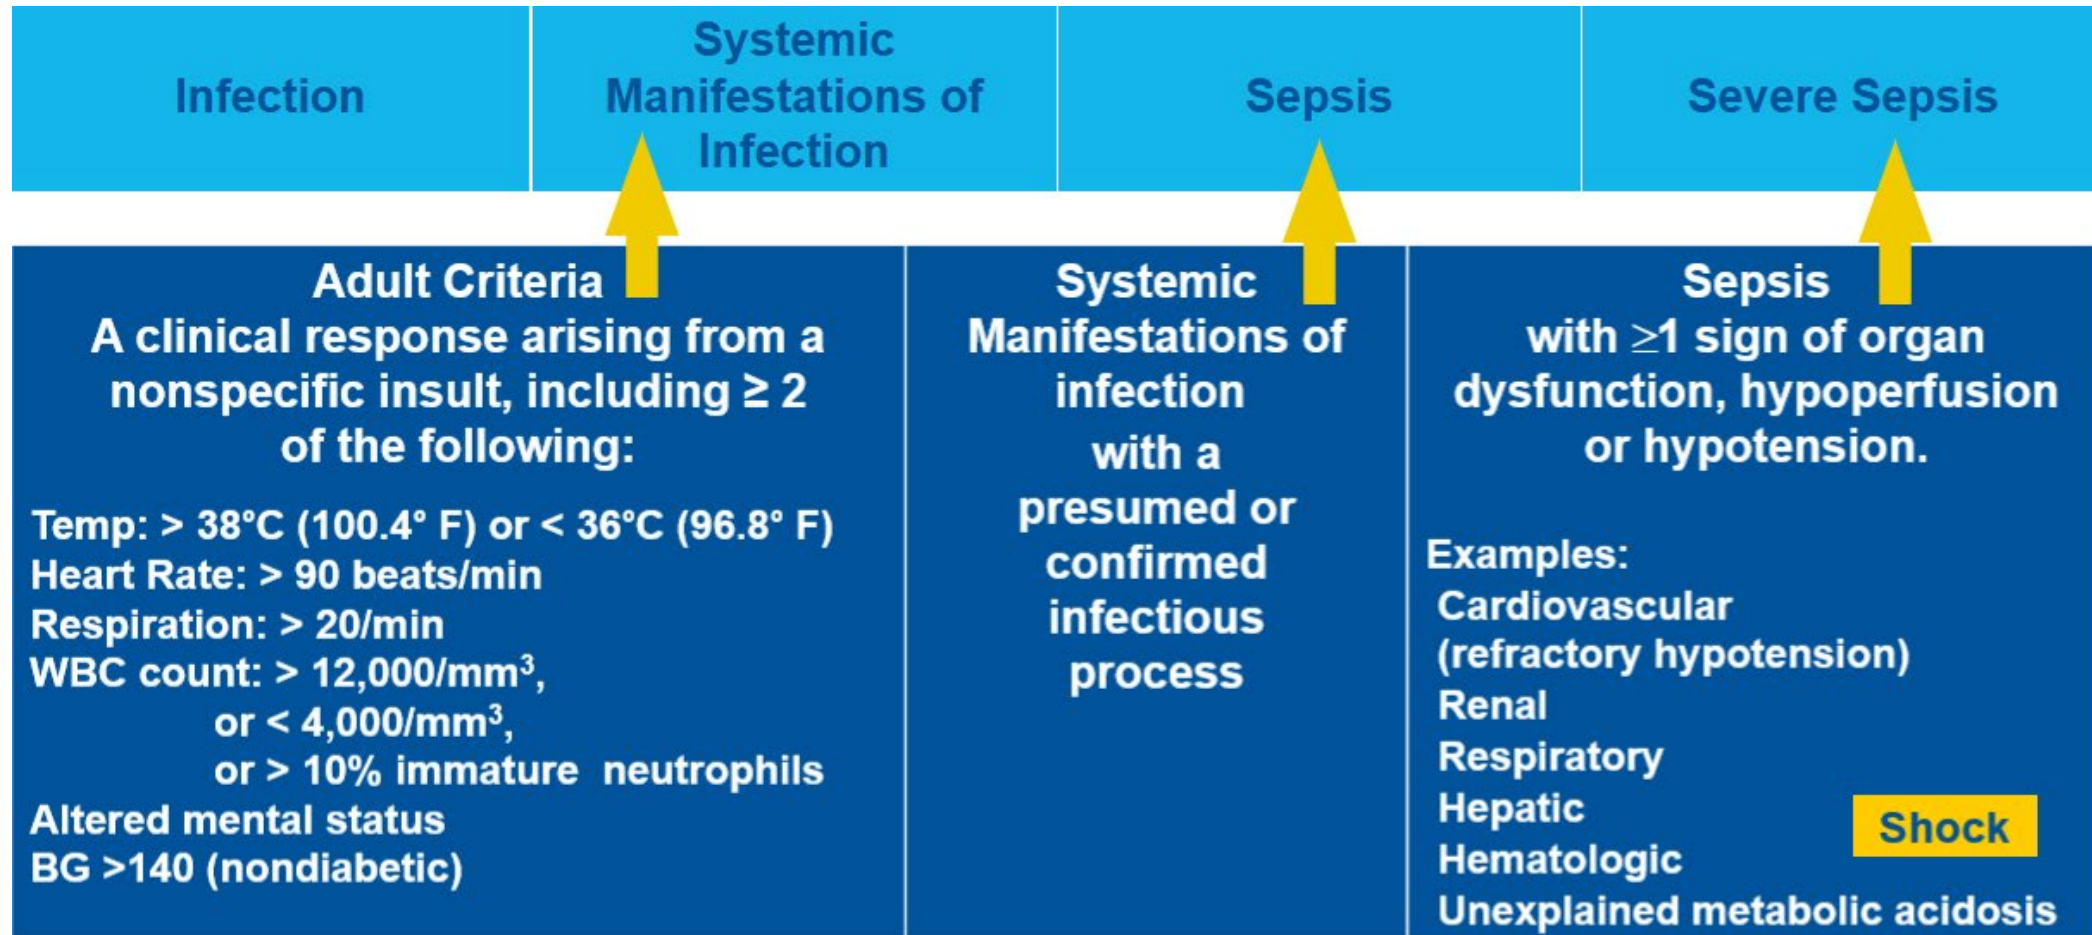 Infection
Systemic
Manifestations of
Infection
Sepsis
Severe Sepsis
Adult Criteria
A clinical response arising from a
nonspecific insult, including ≥ 2
of the following:
Temp: > 38°C (100.4° F) or < 36°C (96.8° F)
Heart Rate: > 90 beats/min
Respiration: > 20/min
WBC count: > 12,000/mm³,
or < 4,000/mm³,
or > 10% immature neutrophils
Altered mental status
BG >140 (nondiabetic)
Systemic
Manifestations of
infection
with a
presumed or
confirmed
infectious
process
Sepsis
with ≥1 sign of organ
dysfunction, hypoperfusion
or hypotension.
Examples:
Cardiovascular
(refractory hypotension)
Renal
Respiratory
Hepatic
Hematologic
Unexplained metabolic acidosis
Shock